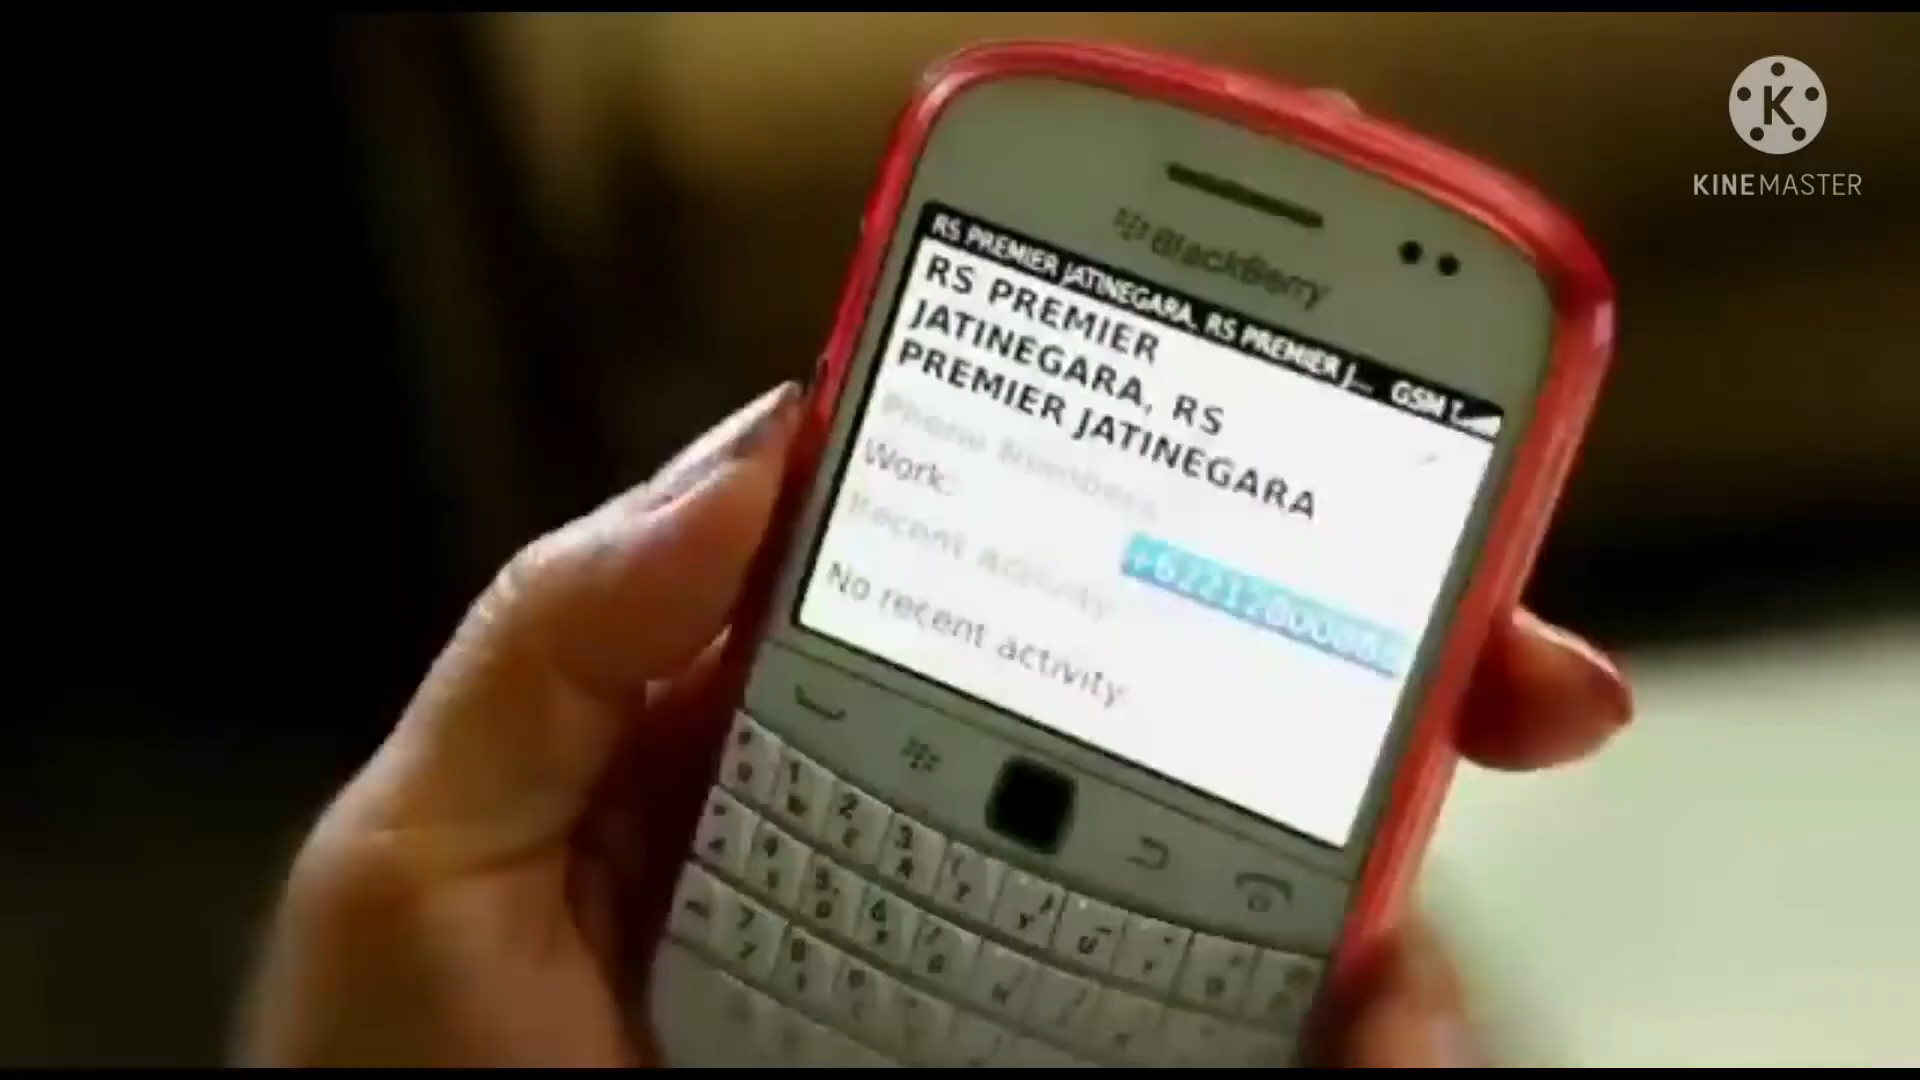 KINEMASTER
BlackBerry
RS PREMIER JATINEGARA, RS PREMIER J... GSM
RS PREMIER
JATINEGARA, RS
PREMIER JATINEGARA
Phone Numbers
Work:
Recent activity
No recent activity